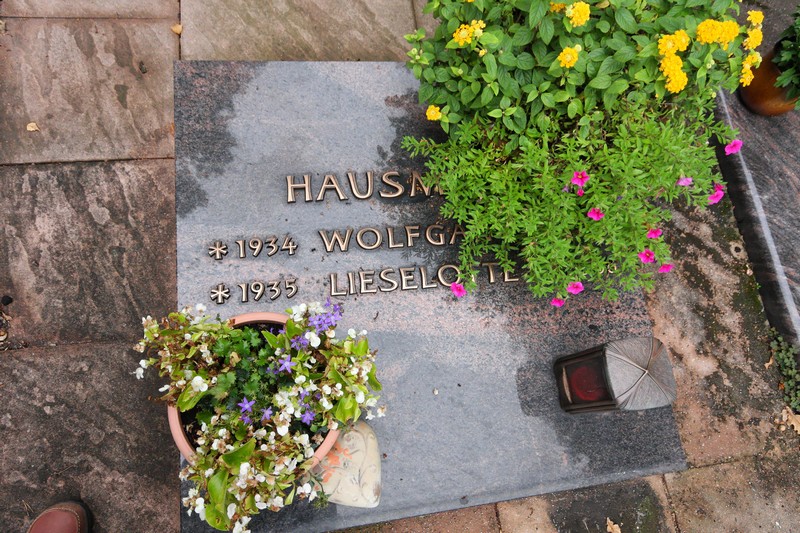 HAUSM
* 1934 WOLFGA
* 1935 LIESELOTTE